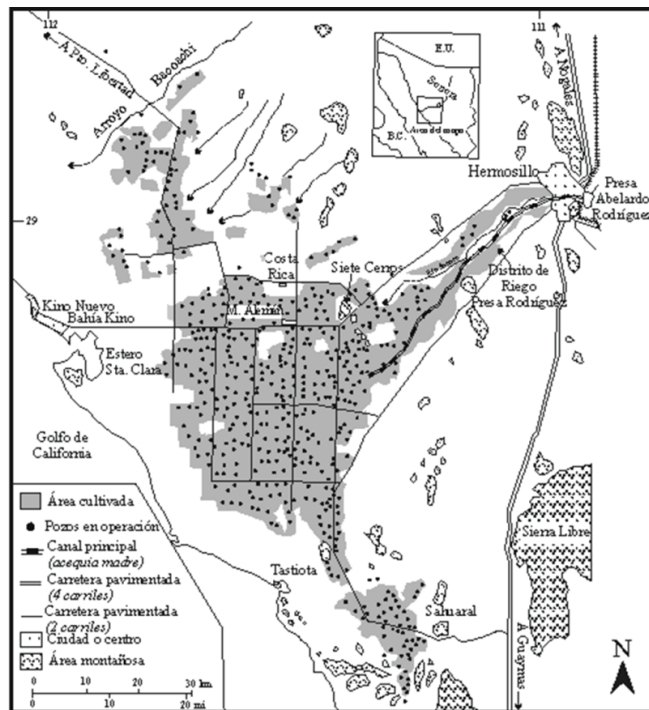 112
111
A Pto. Libertad
Arroyo Bacoachi
E.U.
Sonora
B.C.
Área del mapa
A Nogales
Hermosillo
Presa
Abelardo
Rodríguez
29
Costa
Rica
Siete Cerros
Río Sonora
Distrito de
Riego
Presa Rodríguez
M. Alemán
Kino Nuevo
Bahía Kino
Estero
Sta. Clara
Golfo de
California
Área cultivada
Pozos en operación
Canal principal
(acequia madre)
Carretera pavimentada
(4 carriles)
Carretera pavimentada
(2 carriles)
Ciudad o centro
Área montañosa
0 10 20 30 km
0 10 20 mi
Tastiota
Sahuaral
Sierra Libre
A Guaymas
N